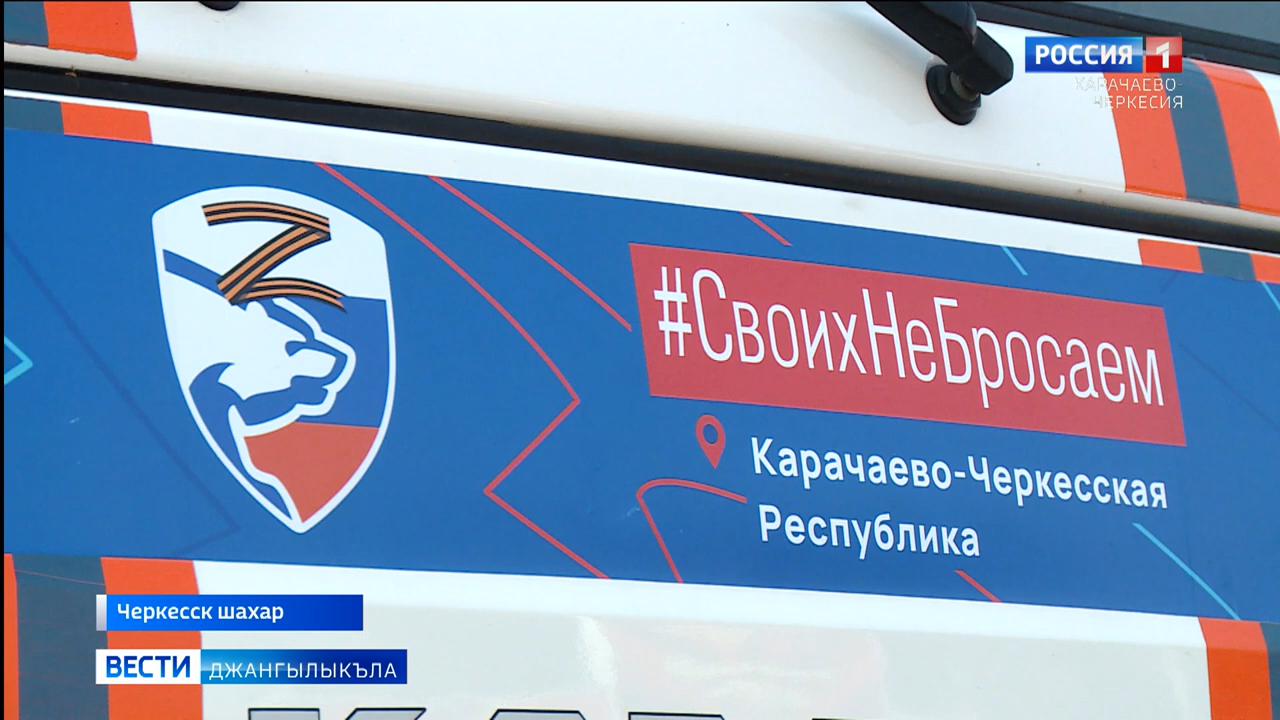 РОССИЯ 1
КАРАЧАЕВО-
ЧЕРКЕСИЯ
Z
#СвоихНеБросаем
Карачаево-Черкесская
Республика
Черкесск шахар
ВЕСТИ ДЖАНГЫЛЫКЪЛА